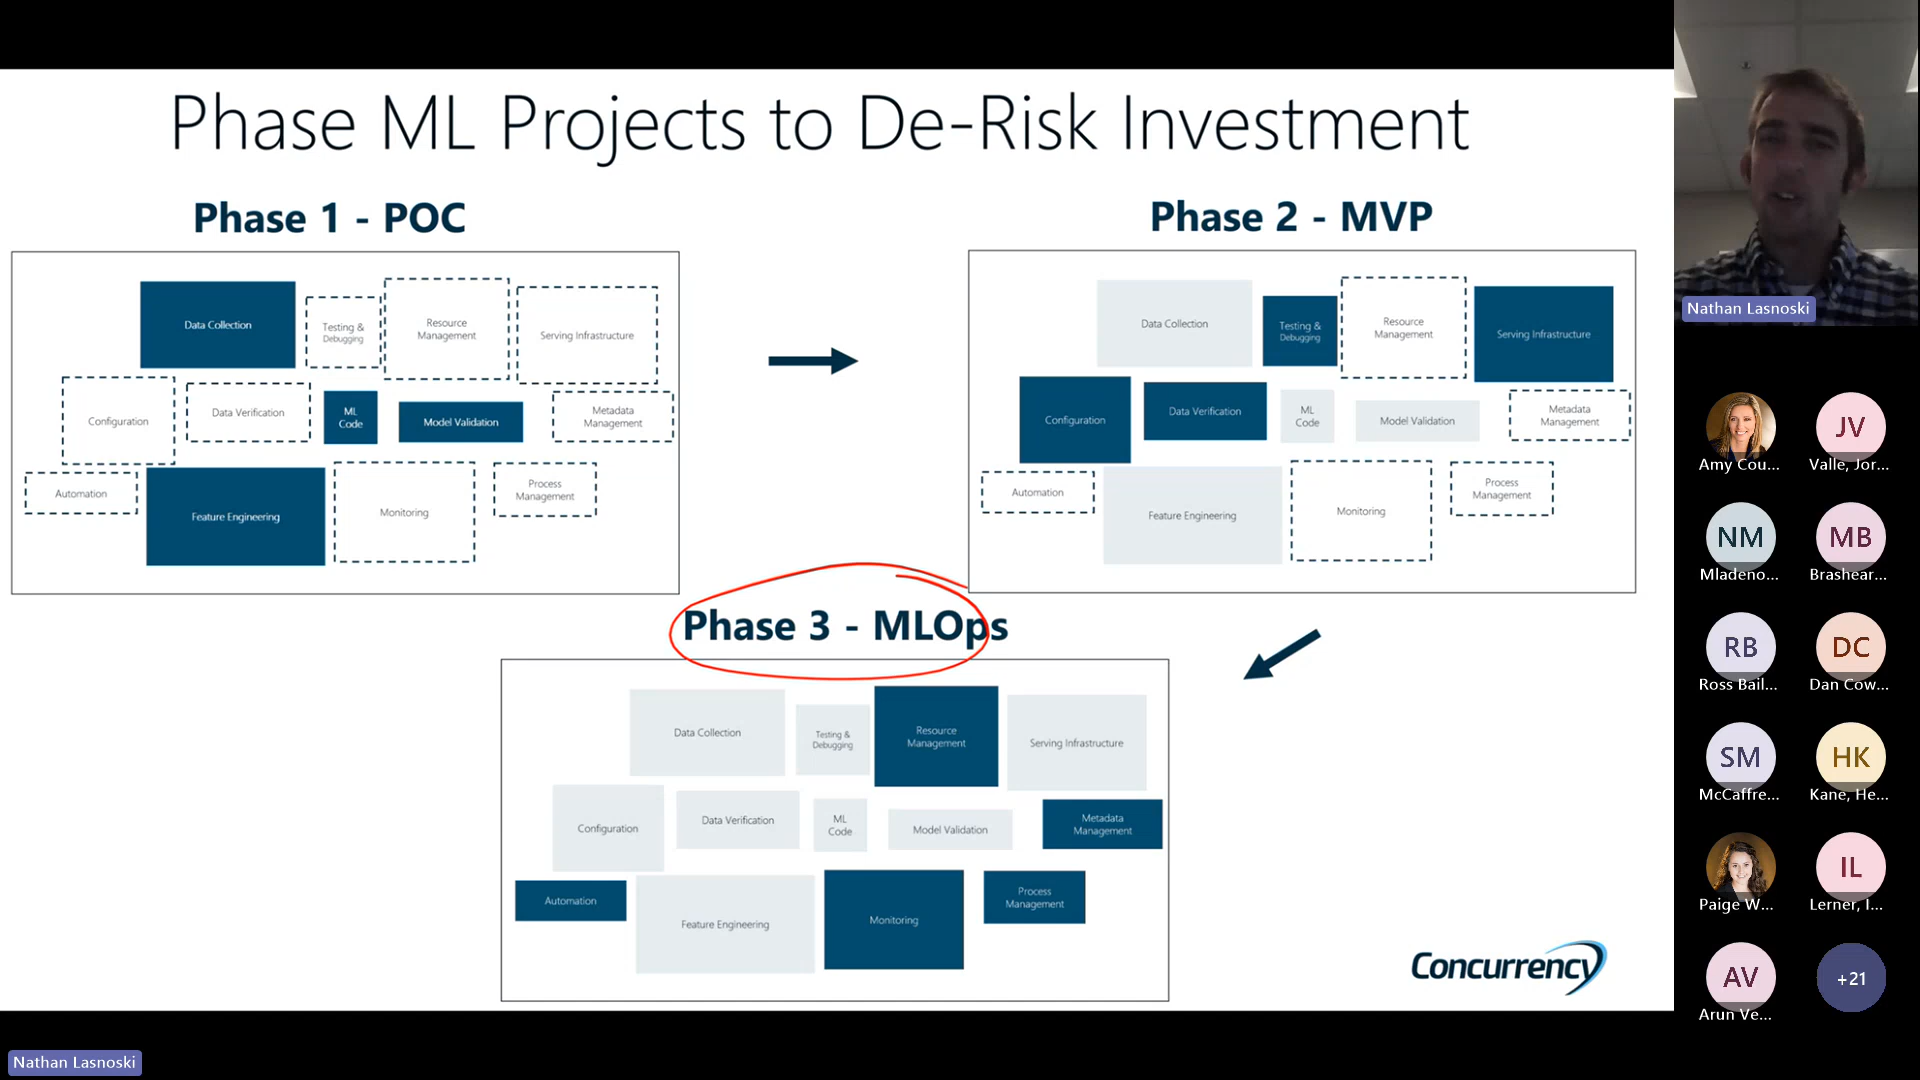 Phase ML Projects to De-Risk Investment
Phase 1 - POC
Data Collection
Testing &
Debugging
Resource
Management
Serving Infrastructure
Configuration
Data Verification
ML
Code
Model Validation
Metadata
Management
Automation
Feature Engineering
Monitoring
Process
Management
Phase 2 - MVP
Data Collection
Testing &
Debugging
Resource
Management
Serving Infrastructure
Configuration
Data Verification
ML
Code
Model Validation
Metadata
Management
Automation
Feature Engineering
Monitoring
Process
Management
Phase 3 - MLOps
Data Collection
Testing &
Debugging
Resource
Management
Serving Infrastructure
Configuration
Data Verification
ML
Code
Model Validation
Metadata
Management
Automation
Feature Engineering
Monitoring
Process
Management
Concurrency
Nathan Lasnoski
Nathan Lasnoski
Amy Cou...
JV
Valle, Jor...
NM
Mladeno...
MB
Brashear...
RB
Ross Bail...
DC
Dan Cow...
SM
McCaffre...
HK
Kane, He...
Paige W...
IL
Lerner, I...
AV
Arun Ve...
+21